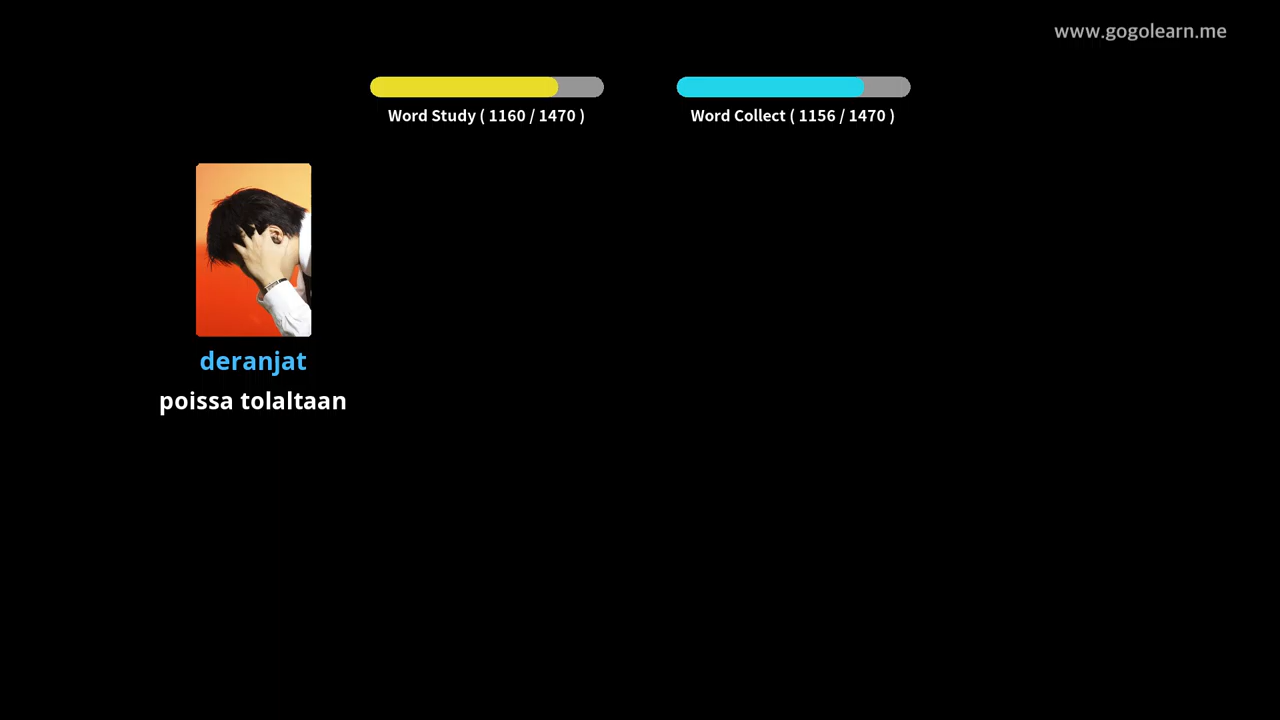 www.gogolearn.me
Word Study ( 1160 / 1470 )
Word Collect ( 1156 / 1470 )
deranjat
poissa tolaltaan